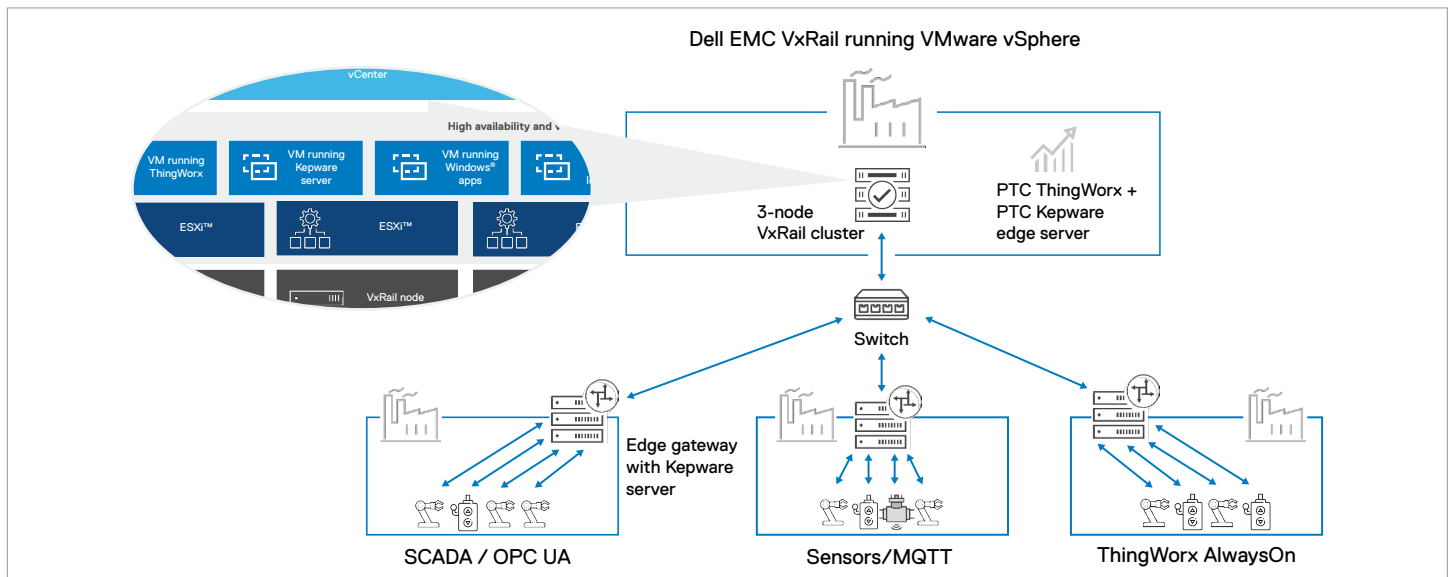 Dell EMC VxRail running VMware vSphere
vCenter
High availability and
VM running
ThingWorx
VM running
Kepware
server
VM running
Windows®
apps
ESXi™
ESXi™
VxRail node
3-node
VxRail cluster
PTC ThingWorx +
PTC Kepware
edge server
Switch
Edge gateway
with Kepware
server
SCADA / OPC UA
Sensors/MQTT
ThingWorx AlwaysOn